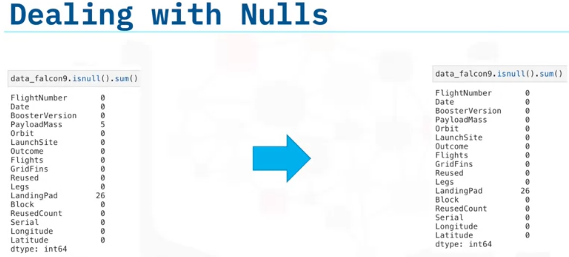 Dealing with Nulls
data_falcon9.isnull().sum()
FlightNumber 0
Date 0
BoosterVersion 0
PayloadMass 5
Orbit 0
LaunchSite 0
Outcome 0
Flights 0
GridFins 0
Reused 0
Legs 0
LandingPad 26
Block 0
ReusedCount 0
Serial 0
Longitude 0
Latitude 0
dtype: int64
data_falcon9.isnull().sum()
FlightNumber 0
Date 0
BoosterVersion 0
PayloadMass 0
Orbit 0
LaunchSite 0
Outcome 0
Flights 0
GridFins 0
Reused 0
Legs 0
LandingPad 26
Block 0
ReusedCount 0
Serial 0
Longitude 0
Latitude 0
dtype: int64